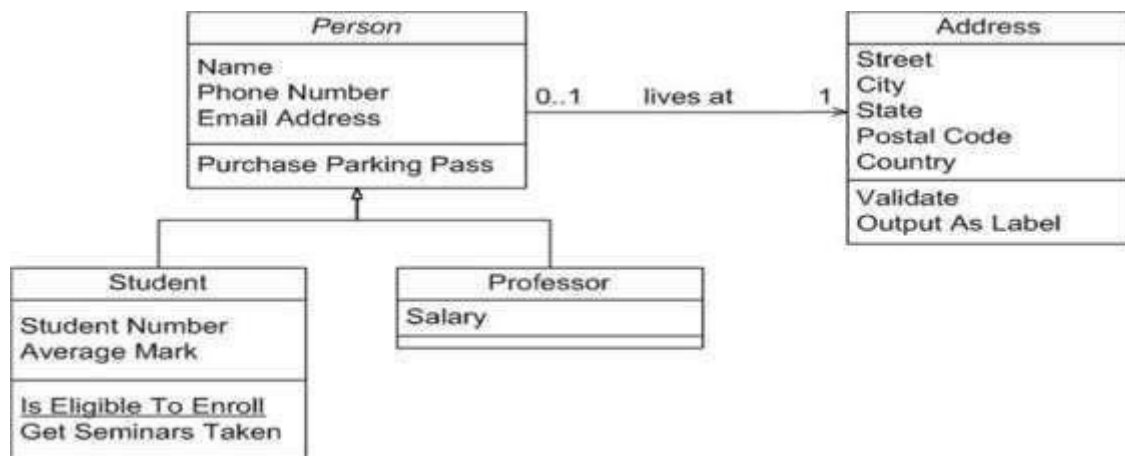 Person
Name
Phone Number
Email Address
Purchase Parking Pass
0..1 lives at 1
Address
Street
City
State
Postal Code
Country
Validate
Output As Label
Student
Student Number
Average Mark
Is Eligible To Enroll
Get Seminars Taken
Professor
Salary